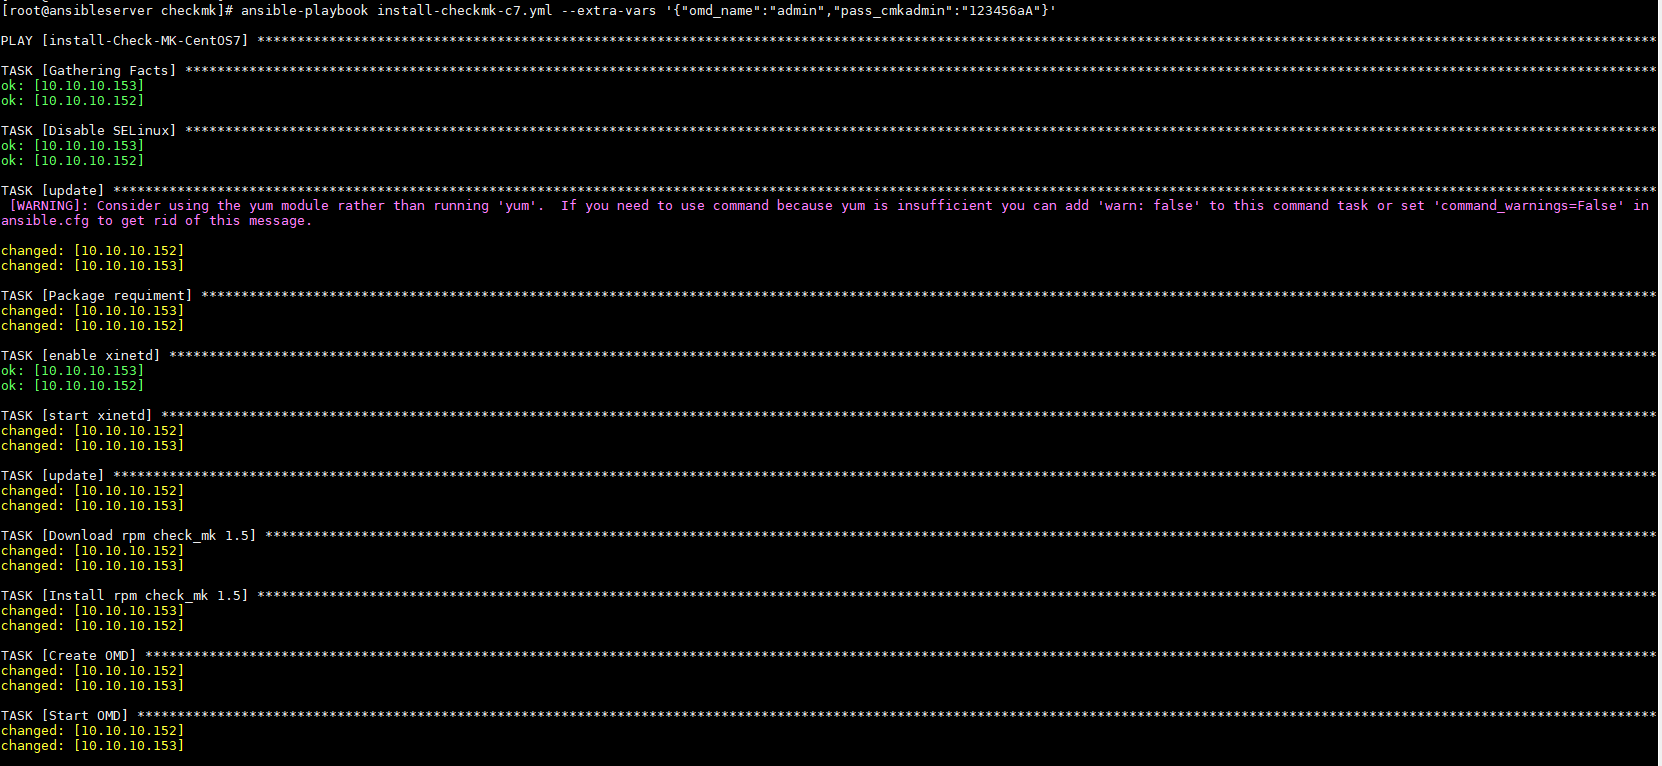 [root@ansibleserver checkmk]# ansible-playbook install-checkmk-c7.yml --extra-vars '{"omd_name":"admin","pass_cmkadmin":"123456aA"}'
PLAY [install-Check-MK-CentOS7] ******************************************************************************************************************************************************************************
TASK [Gathering Facts] ***************************************************************************************************************************************************************************************
ok: [10.10.10.153]
ok: [10.10.10.152]
TASK [Disable SELinux] ***************************************************************************************************************************************************************************************
ok: [10.10.10.153]
ok: [10.10.10.152]
TASK [update] ************************************************************************************************************************************************************************************************
[WARNING]: Consider using the yum module rather than running 'yum'.  If you need to use command because yum is insufficient you can add 'warn: false' to this command task or set 'command_warnings=False' in
ansible.cfg to get rid of this message.
changed: [10.10.10.152]
changed: [10.10.10.153]
TASK [Package requiment] *************************************************************************************************************************************************************************************
changed: [10.10.10.153]
changed: [10.10.10.152]
TASK [enable xinetd] *****************************************************************************************************************************************************************************************
ok: [10.10.10.153]
ok: [10.10.10.152]
TASK [start xinetd] ******************************************************************************************************************************************************************************************
changed: [10.10.10.152]
changed: [10.10.10.153]
TASK [update] ************************************************************************************************************************************************************************************************
changed: [10.10.10.152]
changed: [10.10.10.153]
TASK [Download rpm check_mk 1.5] *****************************************************************************************************************************************************************************
changed: [10.10.10.152]
changed: [10.10.10.153]
TASK [Install rpm check_mk 1.5] ******************************************************************************************************************************************************************************
changed: [10.10.10.153]
changed: [10.10.10.152]
TASK [Create OMD] ********************************************************************************************************************************************************************************************
changed: [10.10.10.152]
changed: [10.10.10.153]
TASK [Start OMD] *********************************************************************************************************************************************************************************************
changed: [10.10.10.152]
changed: [10.10.10.153]